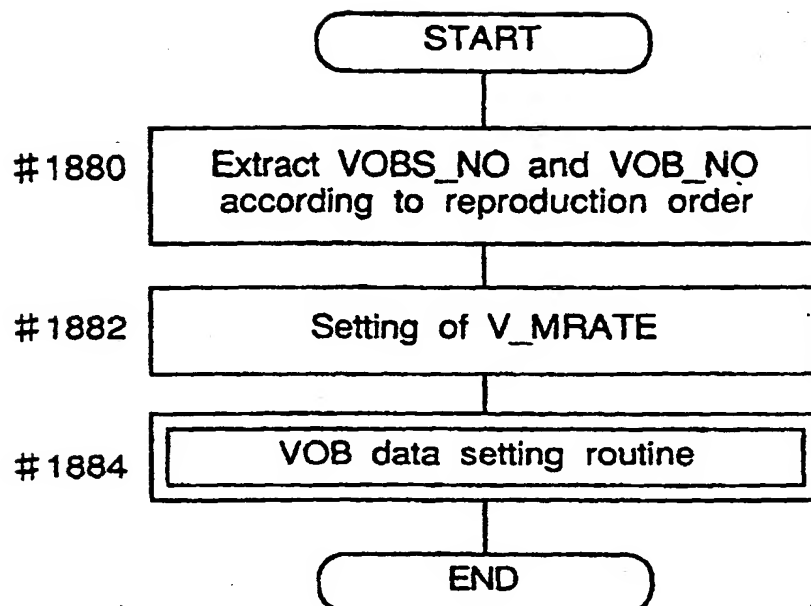 START
#1880
Extract VOBS_NO and VOB_NO
according to reproduction order
#1882
Setting of V_MRATE
#1884
VOB data setting routine
END